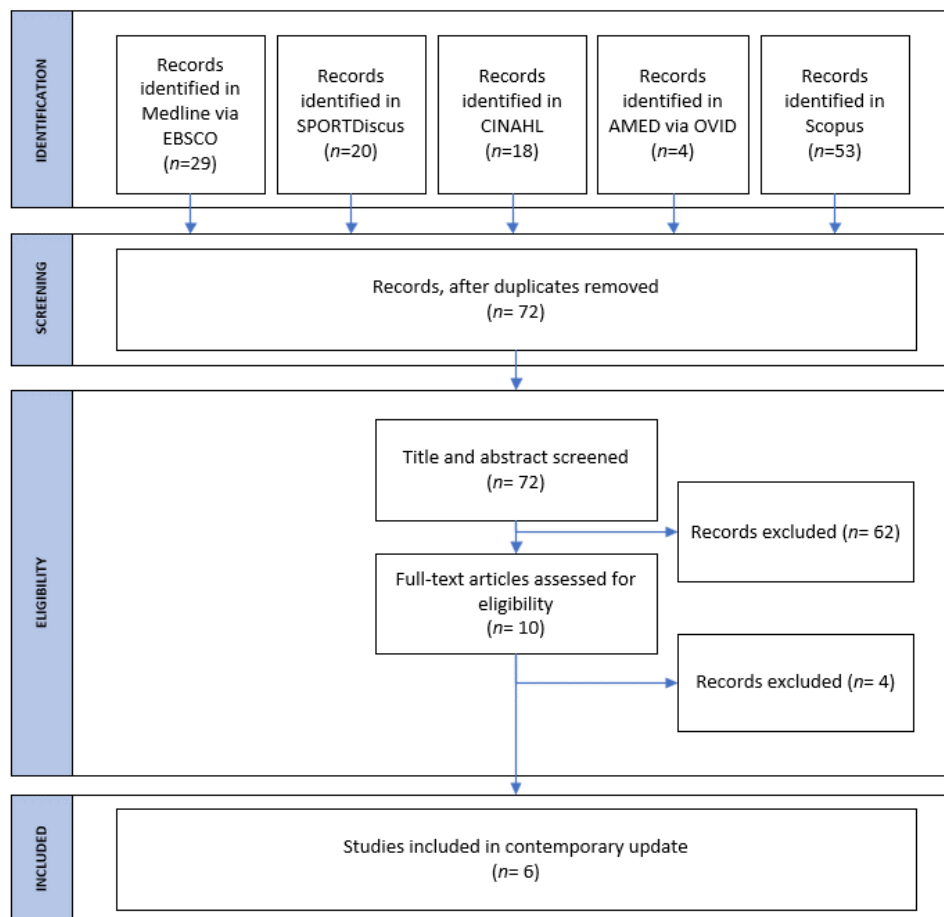 IDENTIFICATION
Records
identified in
Medline via
EBSCO
(n=29)
Records
identified in
SPORTDiscus
(n=20)
Records
identified in
CINAHL
(n=18)
Records
identified in
AMED via OVID
(n=4)
Records
identified in
Scopus
(n=53)
SCREENING
Records, after duplicates removed
(n= 72)
ELIGIBILITY
Title and abstract screened
(n= 72)
Records excluded (n= 62)
Full-text articles assessed for
eligibility
(n= 10)
Records excluded (n= 4)
INCLUDED
Studies included in contemporary update
(n= 6)